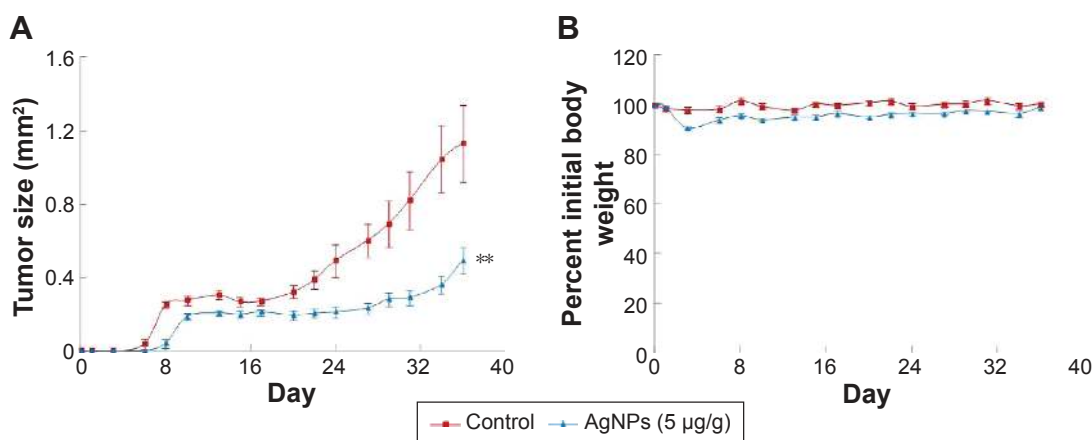 A
Tumor size (mm²)
1.6
1.2
0.8
0.4
0
0 8 16 24 32 40
Day
**
B
Percent initial body
weight
120
100
80
60
40
20
0
0 8 16 24 32 40
Day
Control AgNPs (5 µg/g)